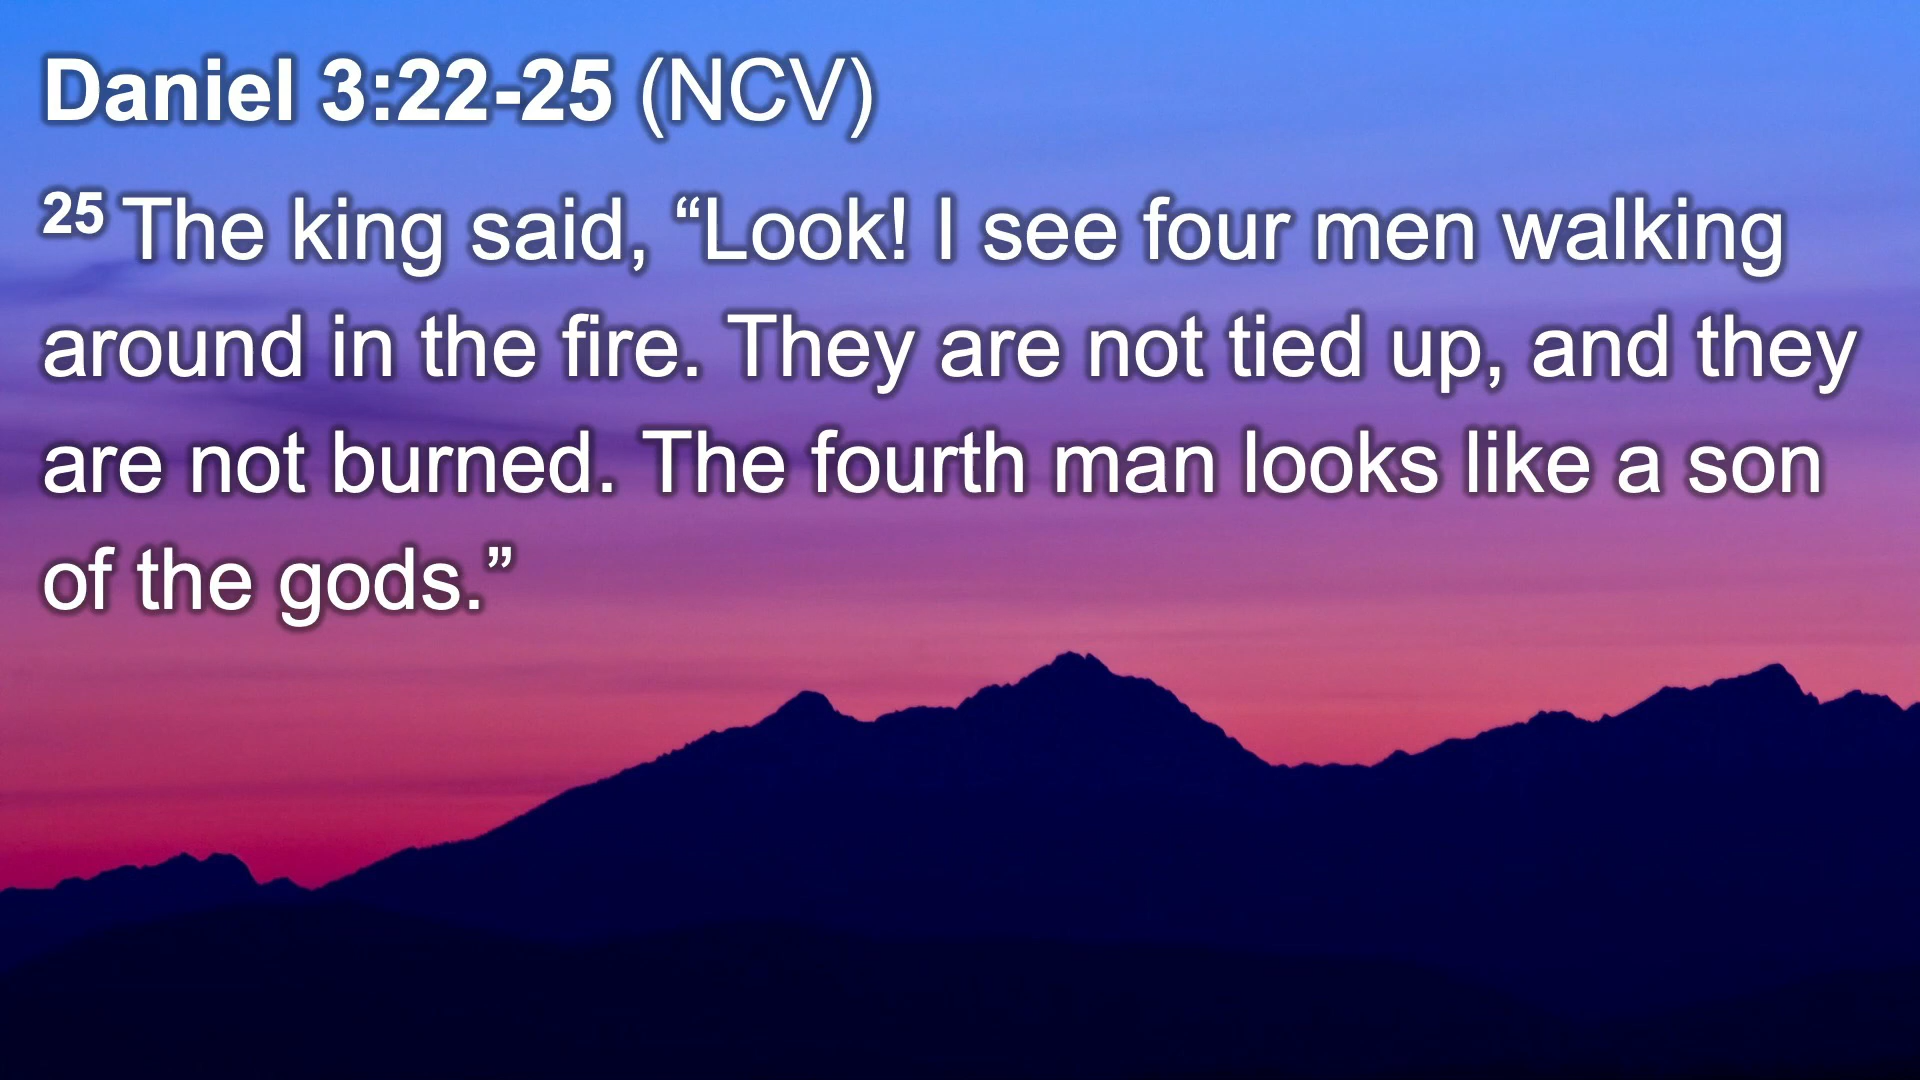 Daniel 3:22-25 (NCV)
25 The king said, “Look! I see four men walking
around in the fire. They are not tied up, and they
are not burned. The fourth man looks like a son
of the gods.”